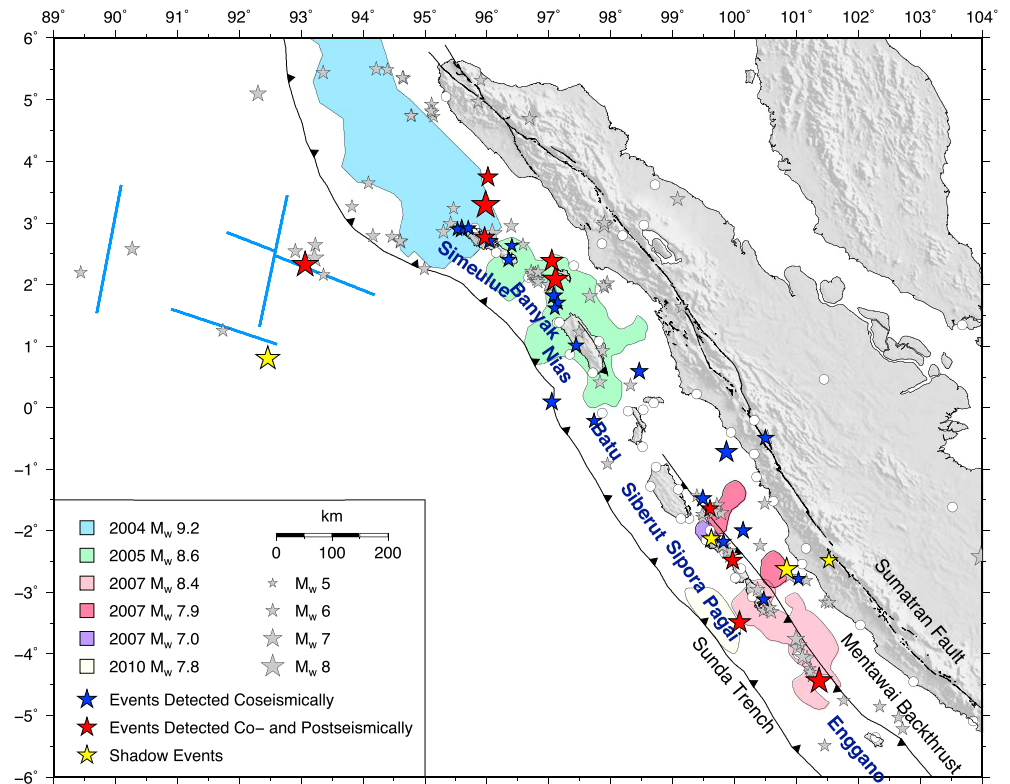 89° 90° 91° 92° 93° 94° 95° 96° 97° 98° 99° 100° 101° 102° 103° 104°
6°
5°
4°
3°
2°
1°
0°
−1°
−2°
−3°
−4°
−5°
−6°
Simeulue
Banyak
Nias
Batu
Siberut
Sipora
Pagai
Enggano
Sumatran Fault
Mentawai Backthrust
Sunda Trench
2004 Mw 9.2
2005 Mw 8.6
2007 Mw 8.4
2007 Mw 7.9
2007 Mw 7.0
2010 Mw 7.8
km
0 100 200
Mw 5
Mw 6
Mw 7
Mw 8
Events Detected Coseismically
Events Detected Co− and Postseismically
Shadow Events